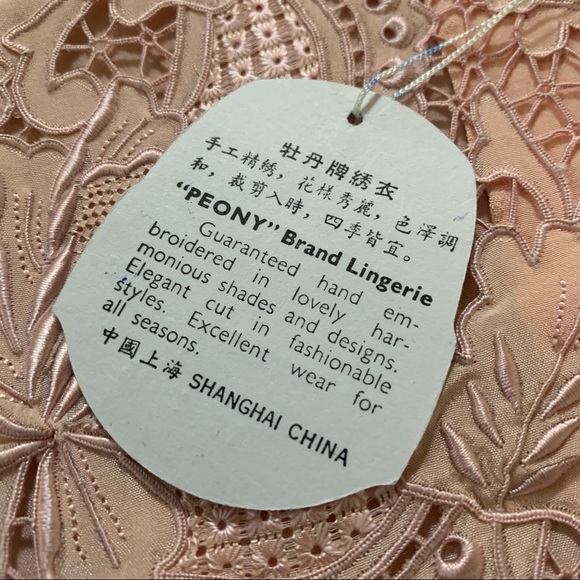 牡丹牌綉衣
手工精綉，花樣秀麗，色澤調
和，裁剪入時，四季皆宜。
“PEONY” Brand Lingerie
Guaranteed hand em-
broidered in lovely har-
monious shades and designs.
Elegant cut in fashionable
styles. Excellent wear for
all seasons.
中國上海 SHANGHAI CHINA